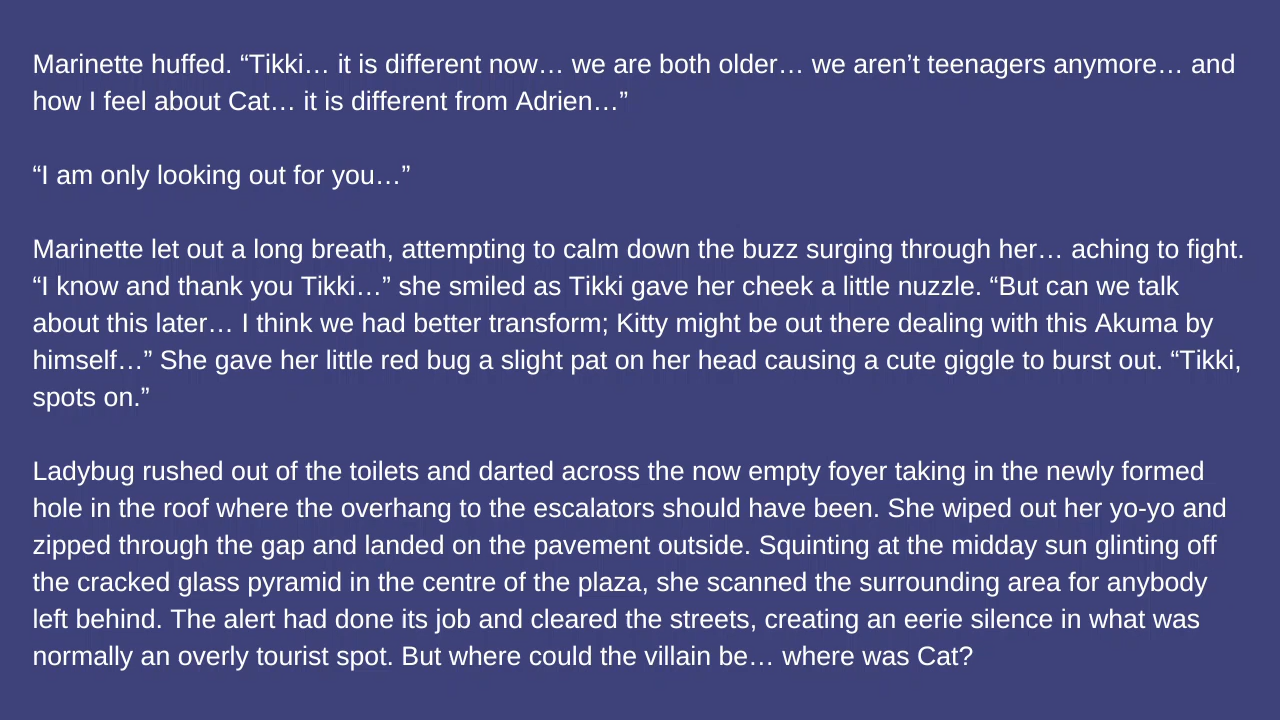 Marinette huffed. “Tikki… it is different now… we are both older… we aren’t teenagers anymore… and
how I feel about Cat… it is different from Adrien…”
“I am only looking out for you…”
Marinette let out a long breath, attempting to calm down the buzz surging through her… aching to fight.
“I know and thank you Tikki…” she smiled as Tikki gave her cheek a little nuzzle. “But can we talk
about this later… I think we had better transform; Kitty might be out there dealing with this Akuma by
himself…” She gave her little red bug a slight pat on her head causing a cute giggle to burst out. “Tikki,
spots on.”
Ladybug rushed out of the toilets and darted across the now empty foyer taking in the newly formed
hole in the roof where the overhang to the escalators should have been. She wiped out her yo-yo and
zipped through the gap and landed on the pavement outside. Squinting at the midday sun glinting off
the cracked glass pyramid in the centre of the plaza, she scanned the surrounding area for anybody
left behind. The alert had done its job and cleared the streets, creating an eerie silence in what was
normally an overly tourist spot. But where could the villain be… where was Cat?